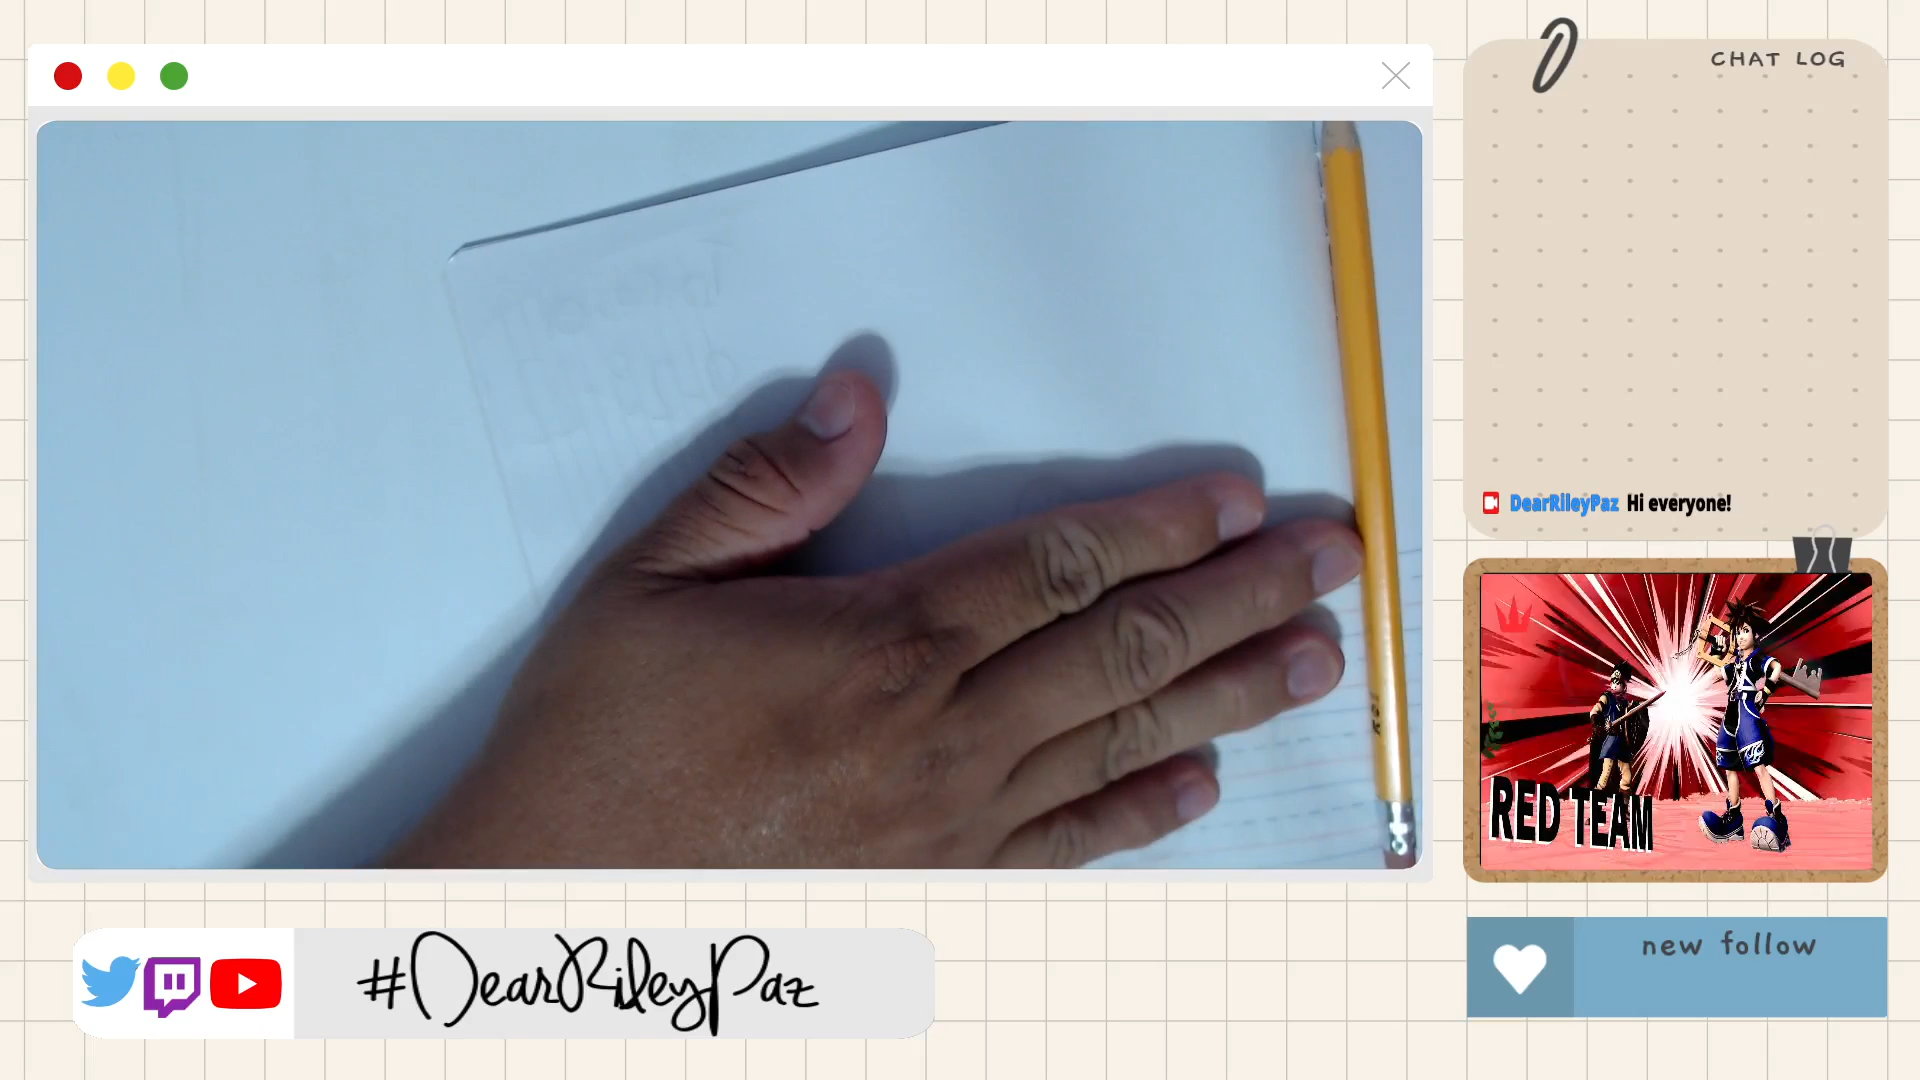 CHAT LOG
DearRileyPaz Hi everyone!
RED TEAM
new follow
#DearRileyPaz